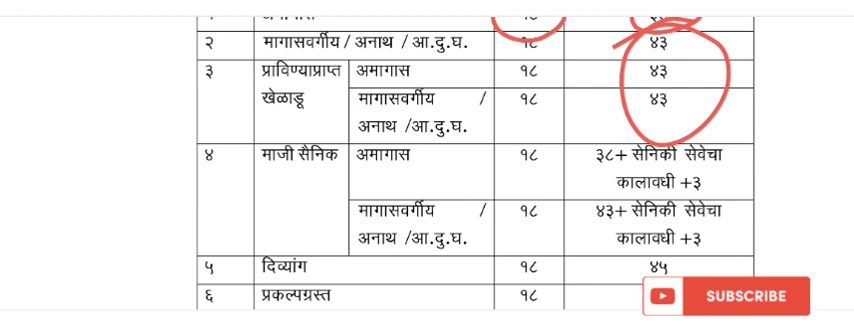 २ मागासवर्गीय / अनाथ / आ.दु.घ. १८ ४३
३ प्राविण्यप्राप्त खेळाडू अमागास १८ ४३
मागासवर्गीय / अनाथ /आ.दु.घ. १८ ४३
४ माजी सैनिक अमागास १८ ३८+ सेनिकी सेवेचा कालावधी +३
मागासवर्गीय / अनाथ /आ.दु.घ. १८ ४३+ सेनिकी सेवेचा कालावधी +३
५ दिव्यांग १८ ४५
६ प्रकल्पग्रस्त १८
SUBSCRIBE